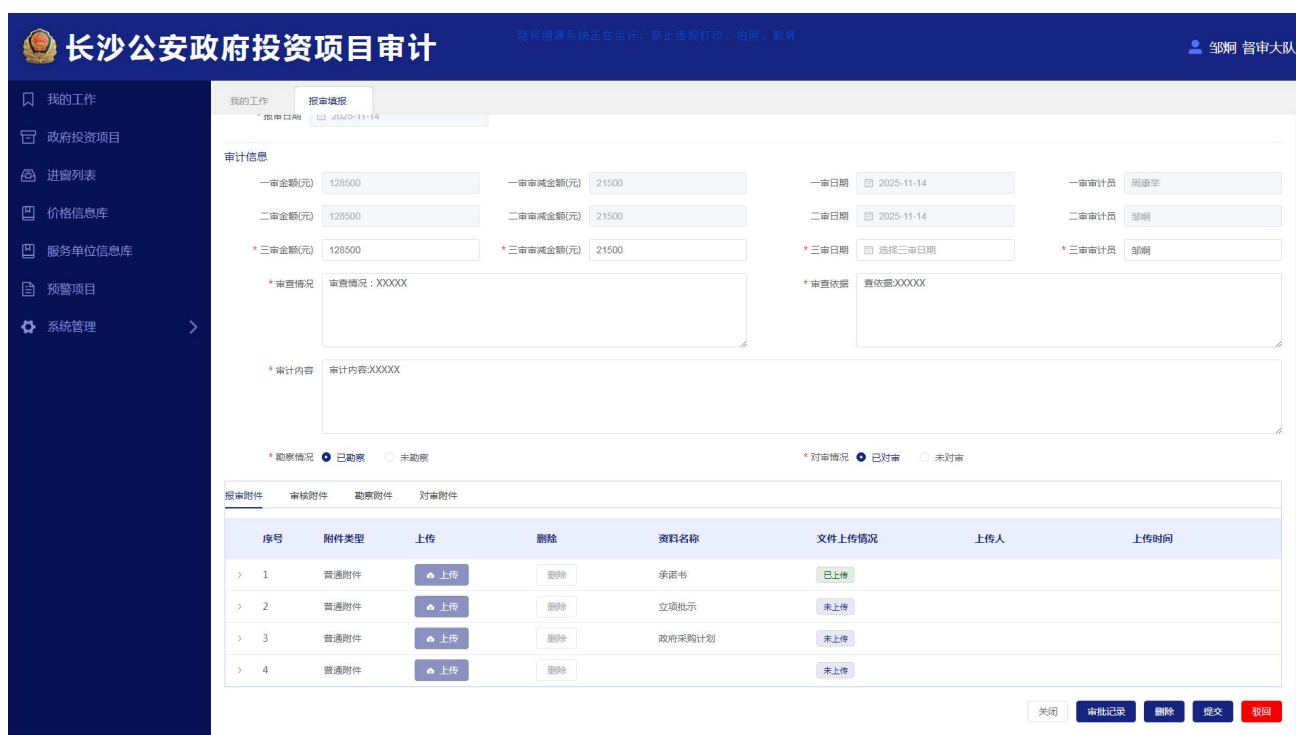 长沙公安政府投资项目审计
隐写溯源系统正在运行，禁止违规打印、拍照、截屏
邹炯 督审大队
我的工作
政府投资项目
进窗列表
价格信息库
服务单位信息库
预警项目
系统管理
我的工作 报审填报
* 报审日期 2025-11-14
审计信息
一审金额(元) 128500 一审审减金额(元) 21500 一审日期 2025-11-14 一审审计员 周唐举
二审金额(元) 128500 二审审减金额(元) 21500 二审日期 2025-11-14 二审审计员 邹炯
* 三审金额(元) 128500 * 三审审减金额(元) 21500 * 三审日期 选择三审日期 * 三审审计员 邹炯
* 审查情况 审查情况：XXXXX * 审查依据 查依据:XXXXX
* 审计内容 审计内容:XXXXX
* 勘察情况 已勘察 未勘察 * 对审情况 已对审 未对审
报审附件 审核附件 勘察附件 对审附件
序号 附件类型 上传 删除 资料名称 文件上传情况 上传人 上传时间
1 普通附件 上传 删除 承诺书 已上传
2 普通附件 上传 删除 立项批示 未上传
3 普通附件 上传 删除 政府采购计划 未上传
4 普通附件 上传 删除 未上传
关闭 审批记录 删除 提交 驳回